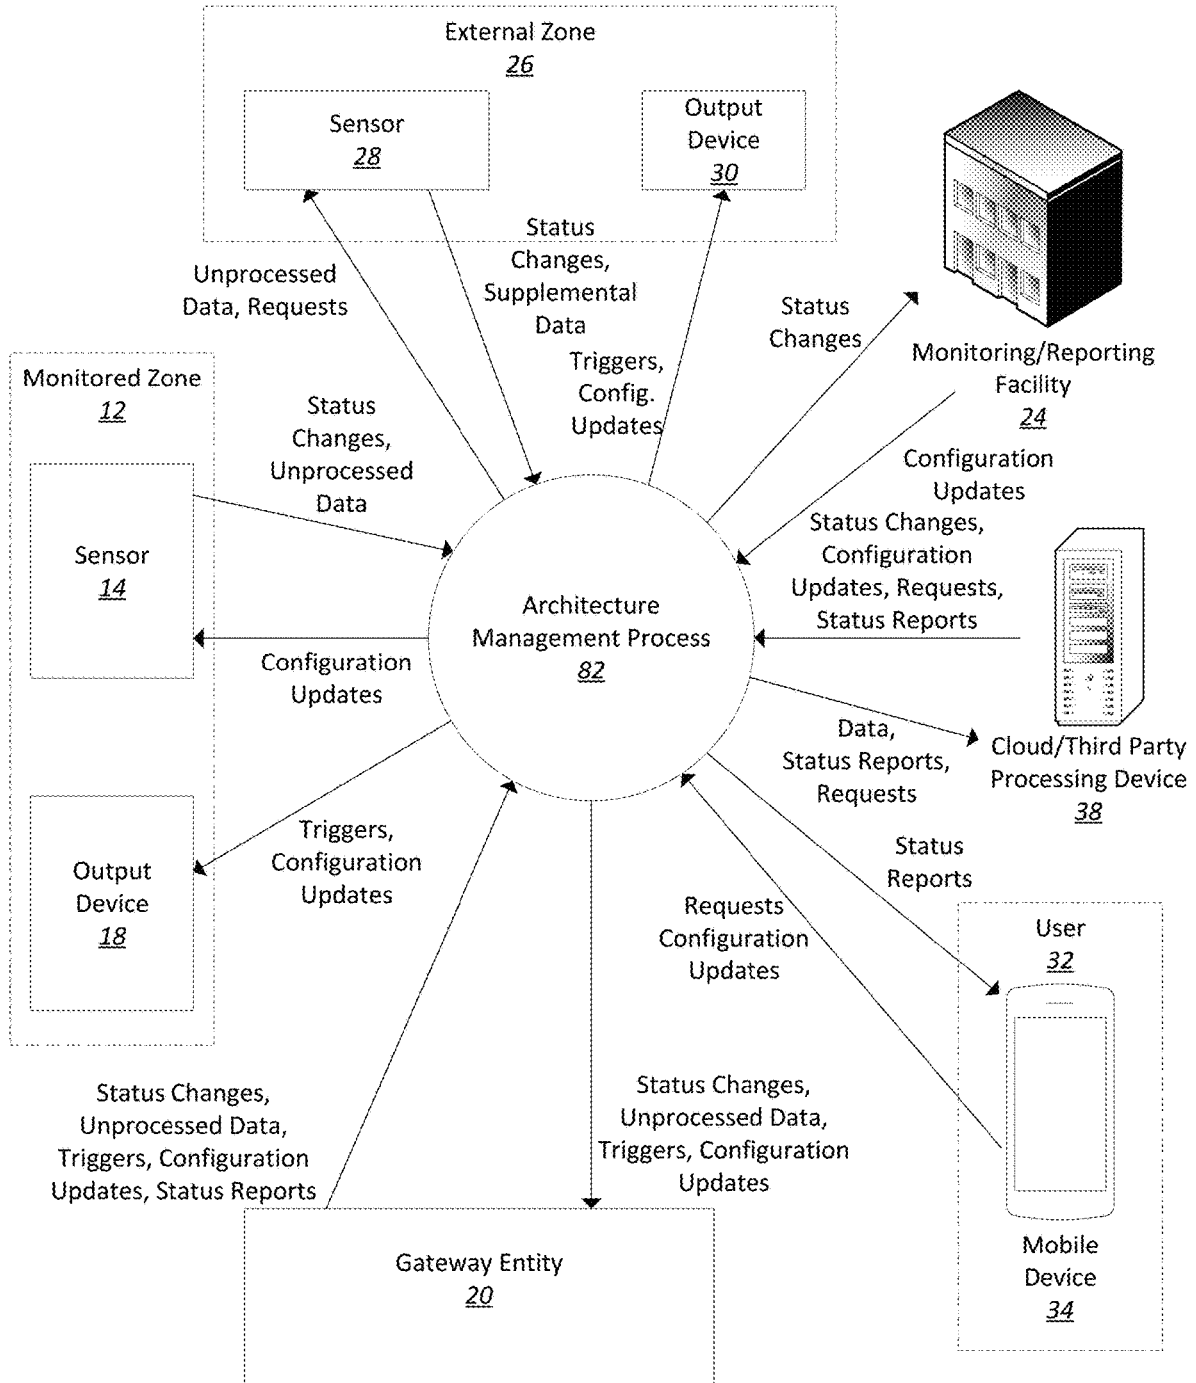 External Zone
26
Sensor
28
Output
Device
30
Unprocessed
Data, Requests
Status
Changes,
Supplemental
Data
Triggers,
Config.
Updates
Status
Changes
Monitoring/Reporting
Facility
24
Monitored Zone
12
Status
Changes,
Unprocessed
Data
Configuration
Updates
Sensor
14
Architecture
Management Process
82
Status Changes,
Configuration
Updates, Requests,
Status Reports
Configuration
Updates
Data,
Status Reports,
Requests
Cloud/Third Party
Processing Device
38
Output
Device
18
Triggers,
Configuration
Updates
Status
Reports
Requests
Configuration
Updates
User
32
Status Changes,
Unprocessed Data,
Triggers, Configuration
Updates, Status Reports
Status Changes,
Unprocessed Data,
Triggers, Configuration
Updates
Mobile
Device
34
Gateway Entity
20